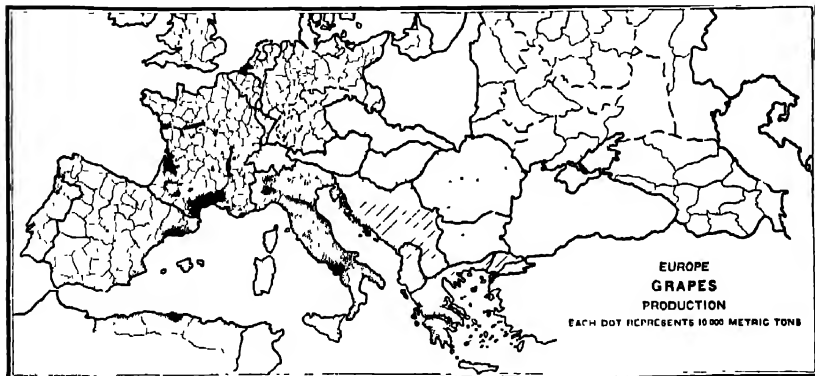 EUROPE
GRAPES
PRODUCTION
EACH DOT REPRESENTS 10 000 METRIC TONS